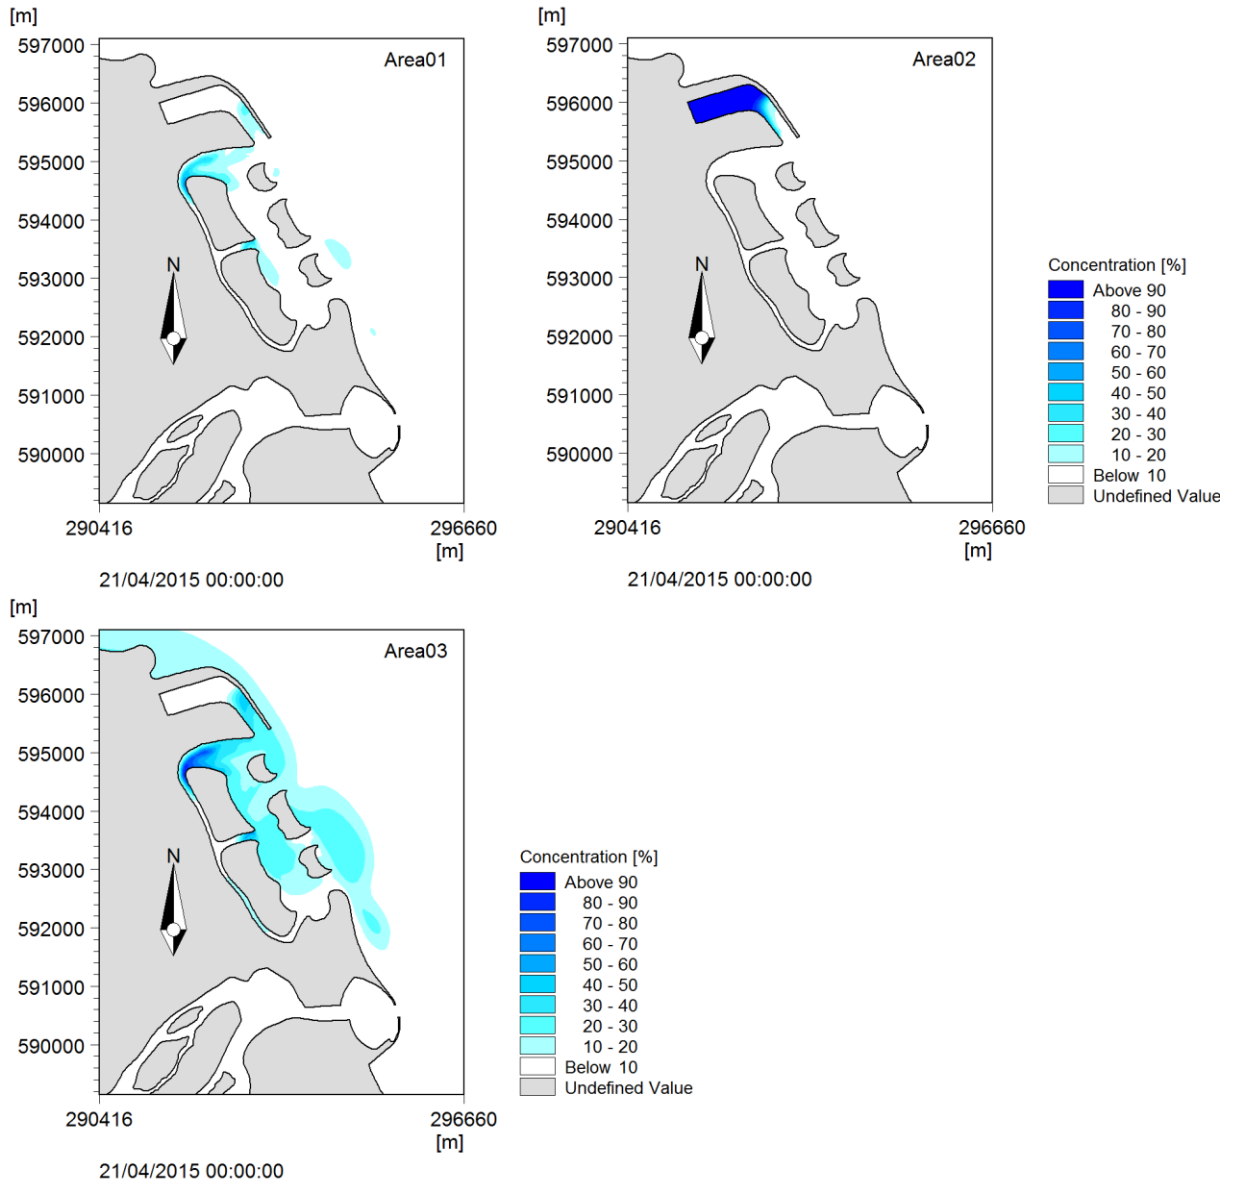 [m]
Area01
597000
596000
595000
594000
593000
592000
591000
590000
N
290416
296660
[m]
21/04/2015 00:00:00
[m]
Area02
597000
596000
595000
594000
593000
592000
591000
590000
N
290416
296660
[m]
21/04/2015 00:00:00
Concentration [%]
Above 90
80 - 90
70 - 80
60 - 70
50 - 60
40 - 50
30 - 40
20 - 30
10 - 20
Below 10
Undefined Value
[m]
Area03
597000
596000
595000
594000
593000
592000
591000
590000
N
290416
296660
[m]
21/04/2015 00:00:00
Concentration [%]
Above 90
80 - 90
70 - 80
60 - 70
50 - 60
40 - 50
30 - 40
20 - 30
10 - 20
Below 10
Undefined Value